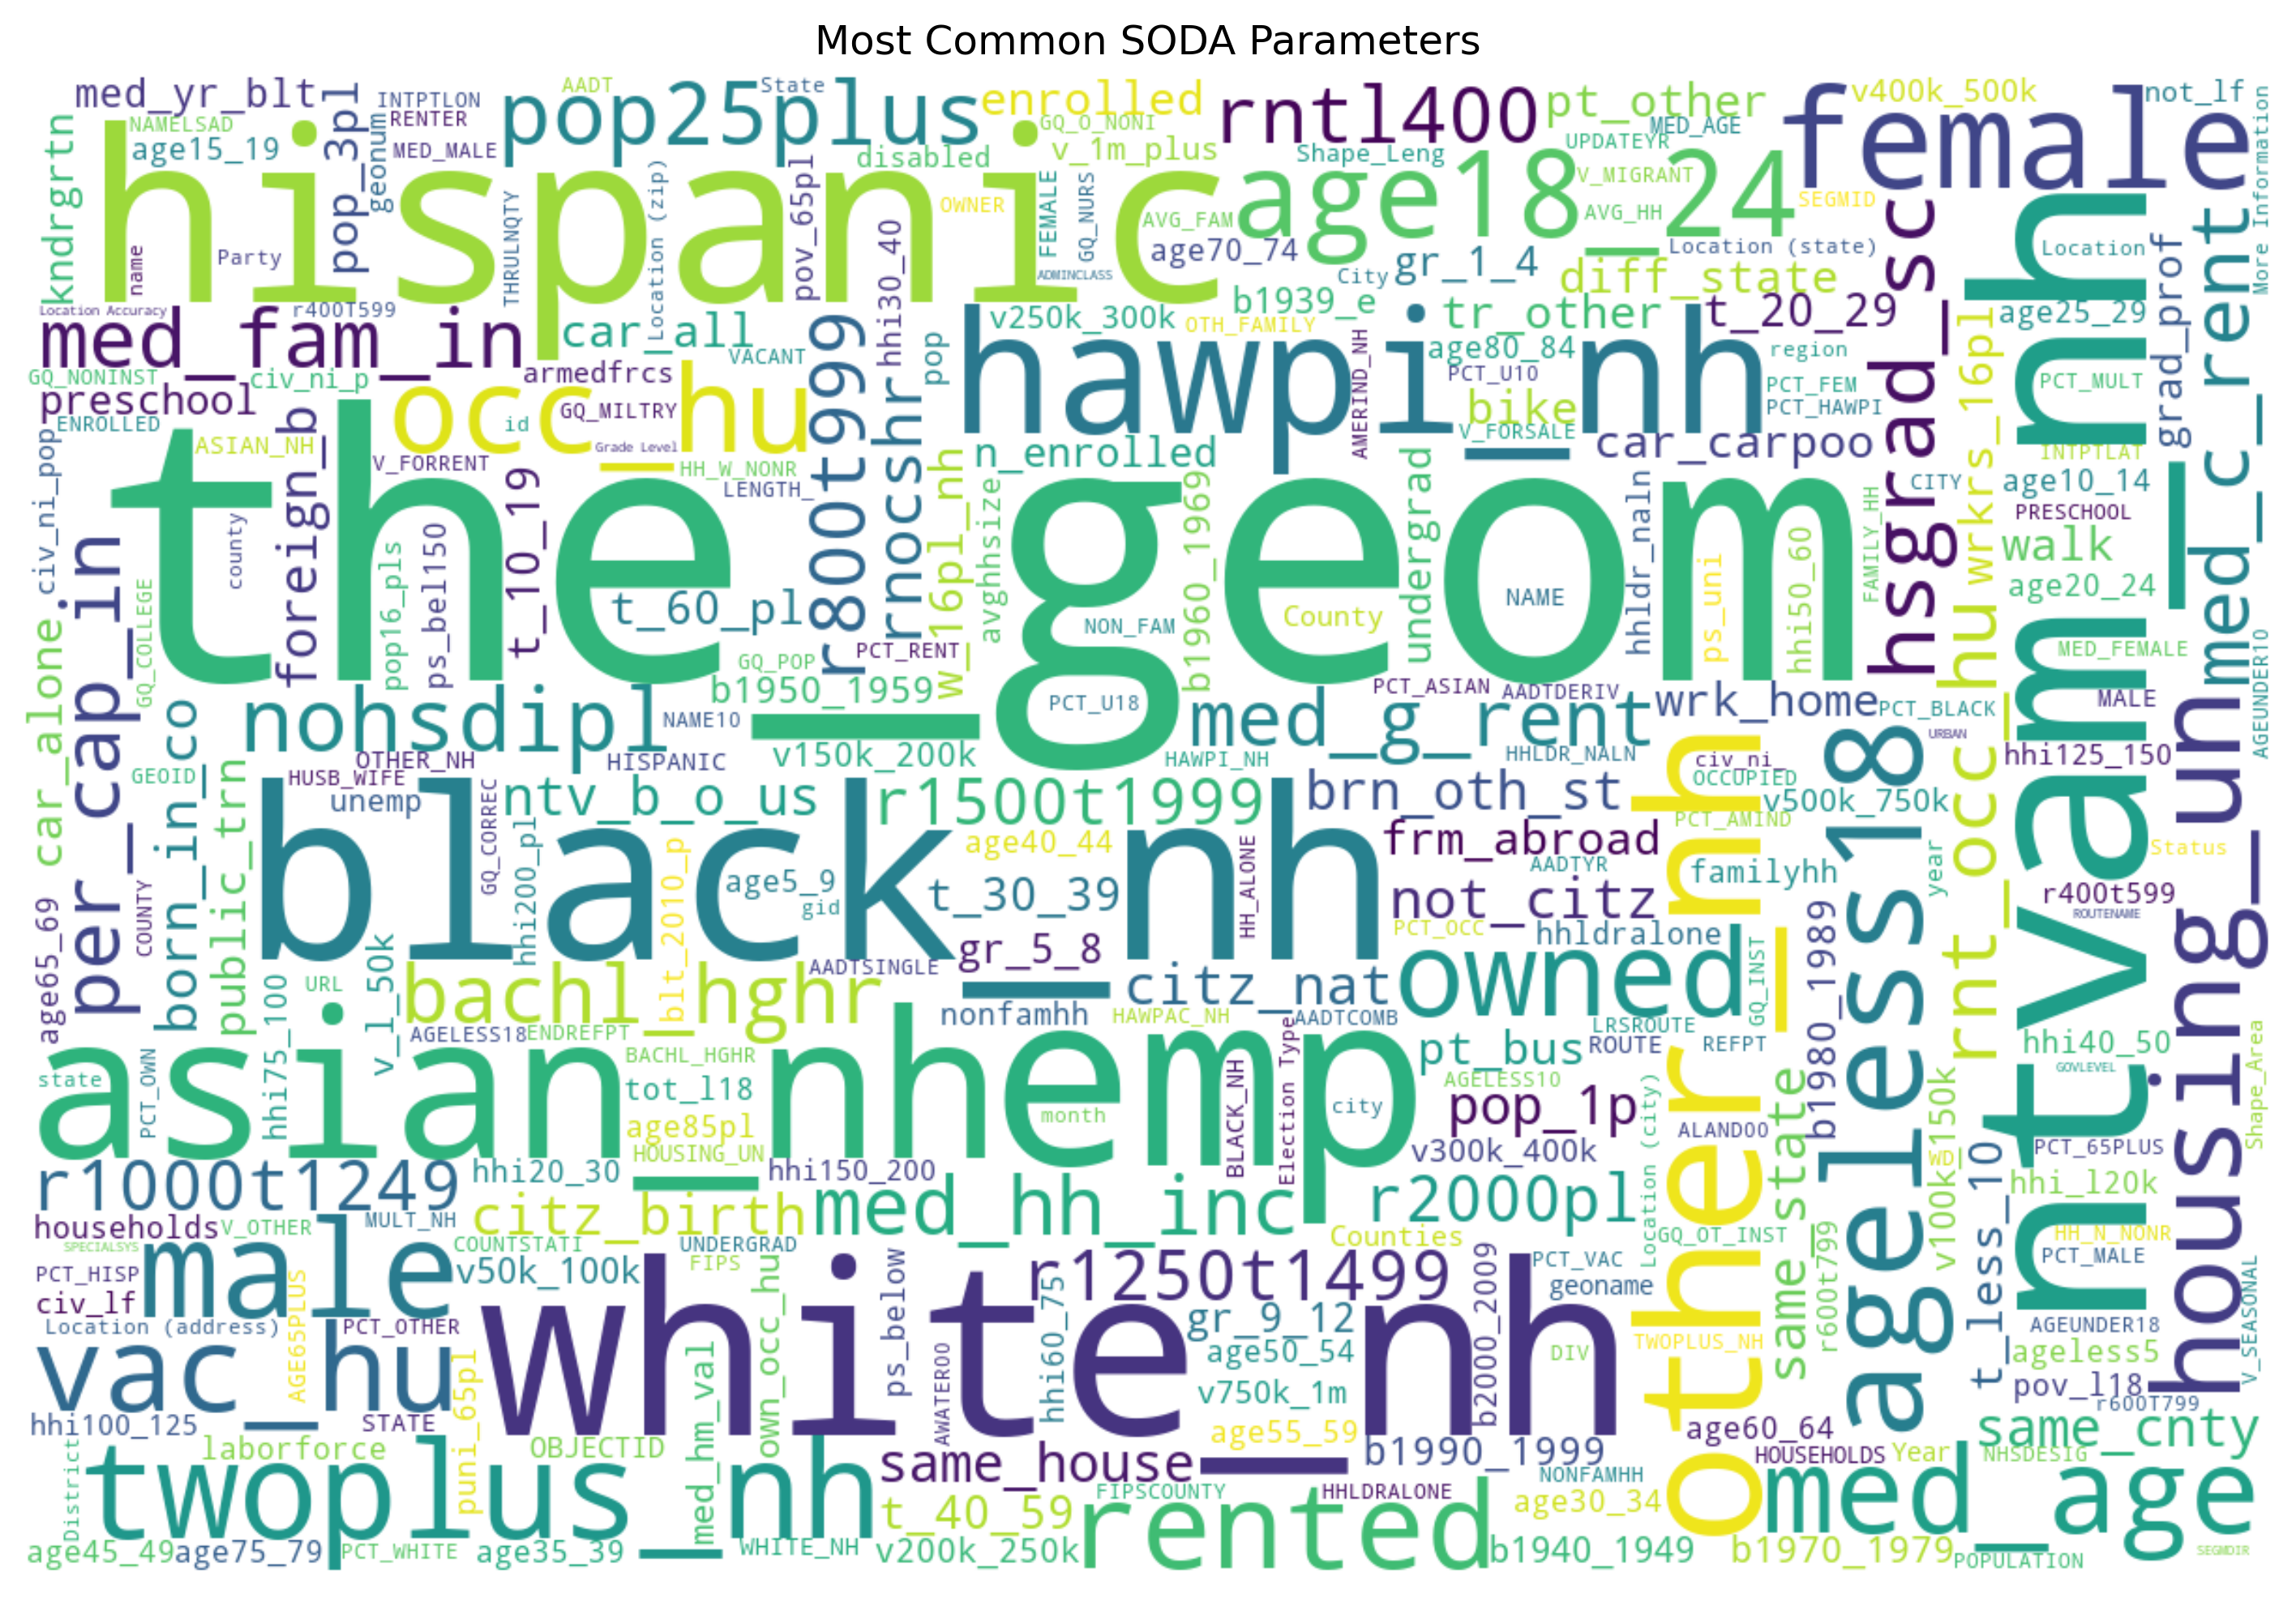 Most Common SODA Parameters
med_yr_blt
pop_3pl
INTPTLON
geonum
RENTER
pop25plus
AADT
State
enrolled
rntl400
pt_other
v400k_500k
female
not_lf
More Information
NAMELSAD
age15_19
MED_MALE
kndrgrtn
hispanic
disabled
GQ_O_NONI
v_1m_plus
Shape_Leng
UPDATEYR
MED_AGE
age18_24
V_MIGRANT
SEGMID
AVG_HH
AVG_FAM
OWNER
FEMALE
GQ_NURS
pov_65pl
Location (zip)
THRULNQTY
name
Party
hhi30_40
ADMINCLASS
age70_74
City
gr_1_4
Location (state)
diff_state
hsgrad_sc
ntvam_nh
Location
grad_prof
med_c_rent
Location Accuracy
r400T599
med_fam_in
car_all
VACANT
r800t999
rnocshr
pop
v250k_300k
OTH_FAMILY
b1939_e
tr_other
t_20_29
age25_29
hawpi_nh
age80_84
region
PCT_U10
PCT_FEM
PCT_HAWPI
PCT_MULT
wrkrs_16pl
GQ_NONINST
civ_ni_p
armedfrcs
preschool
ENROLLED
occ_hu
GQ_MILTRY
id
Grade Level
AMERIND_NH
bike
V_FORSALE
car_carpoo
INTPTLAT
ASIAN_NH
foreign_b
V_FORRENT
HH_W_NONR
LENGTH_
n_enrolled
CITY
age10_14
PRESCHOOL
civ_ni_pop
the_geom
t_10_19
w_16pl_nh
avghhsize
b1960_1969
undergrad
hhldr_naln
FAMILY_HH
walk
age20_24
county
pop16_pls
ps_bel150
t_60_pl
NON_FAM
County
NAME
ps_uni
hhi50_60
per_cap_in
GQ_COLLEGE
car_alone
GQ_POP
PCT_RENT
b1950_1959
PCT_U18
PCT_ASIAN
AADTDERIV
wrk_home
PCT_BLACK
MED_FEMALE
MALE
AGEUNDER10
housing_un
born_in_co
nohsdipl
NAME10
v150k_200k
med_g_rent
HAWPI_NH
HHLDR_NALN
URBAN
hhi125_150
rnt_occ_hu
GEOID
public_trn
OTHER_NH
HUSB_WIFE
HISPANIC
unemp
ntv_b_o_us
r1500t1999
brn_oth_st
civ_ni_
OCCUPIED
v500k_750k
PCT_AMIND
ageless18
black_nh
GQ_CORREC
hhi200_pl
blt_2010_p
age5_9
gid
age40_44
t_30_39
HH_ALONE
frm_abroad
AADTYR
familyhh
year
Status
not_citz
r400t599
ROUTENAME
PCT_OCC
hhldralone
other_nh
GQ_INST
b1980_1989
age65_69
COUNTY
AADTSINGLE
gr_5_8
citz_nat
owned
URL
hhi75_100
v_l_50k
bachl_hghr
nonfamhh
HAWPAC_NH
AADTCOMB
LRSROUTE
ROUTE
REFPT
hhi40_50
GOVLEVEL
Shape_Area
AGELESS18
ENDREFPT
asian_nh
BACHL_HGHR
emp
pt_bus
AGELESS10
state
PCT_OWN
tot_l18
month
city
BLACK_NH
Election Type
pop_1p
ALAND00
Location (city)
same_state
v100k_150k
WD
t_less_10
PCT_65PLUS
age85pl
HOUSING_UN
v300k_400k
r1000t1249
hhi20_30
hhi150_200
hhi_l20k
households
V_OTHER
MULT_NH
citz_birth
med_hh_inc
r2000pl
Counties
GQ_OT_INST
r600t799
HH_N_NONR
PCT_MALE
SPECIALSYS
male
COUNTSTATI
UNDERGRAD
FIPS
v50k_100k
own_occ_hu
r1250t1499
PCT_VAC
geoname
PCT_HISP
civ_lf
AGE65PLUS
Location (address)
PCT_OTHER
white_nh
ps_below
AWATER00
hhi60_75
gr_9_12
b2000_2009
TWOPLUS_NH
AGEUNDER18
V_SEASONAL
vac_hu
puni_65pl
med_hm_val
age50_54
DIV
ageless5
v750k_1m
pov_l18
r600T799
hhi100_125
STATE
age55_59
age60_64
same_cnty
laborforce
OBJECTID
same_house
b1990_1999
HOUSEHOLDS
Year
NHSDESIG
District
twoplus_nh
t_40_59
FIPSCOUNTY
rented
HHLDRALONE
NONFAMHH
age30_34
med_age
age45_49
age75_79
PCT_WHITE
age35_39
WHITE_NH
v200k_250k
b1940_1949
b1970_1979
POPULATION
SEGMDIR